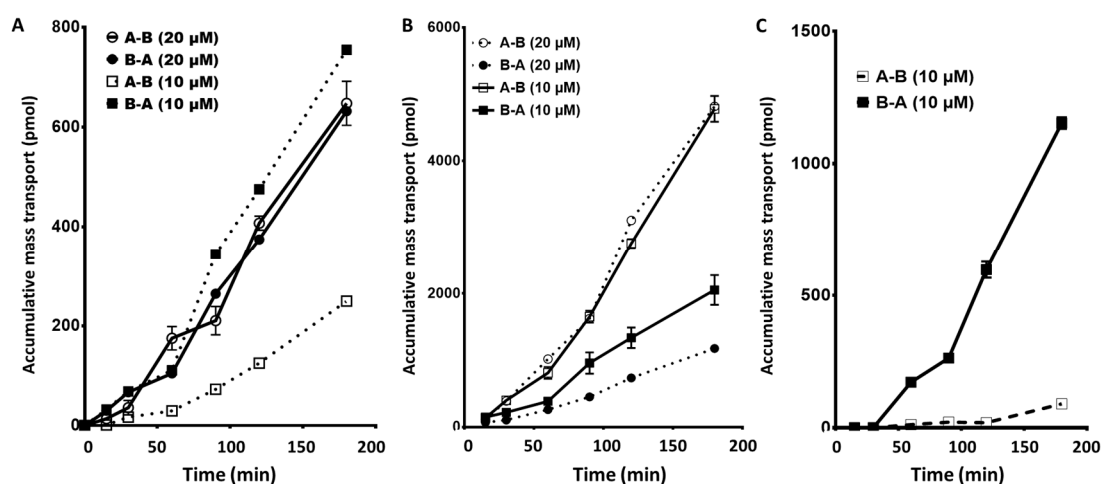 A
800
600
400
200
0
0
50
100
150
200
A-B (20 µM)
B-A (20 µM)
A-B (10 µM)
B-A (10 µM)
Accumulative mass transport (pmol)
Time (min)
B
6000
4000
2000
0
0
50
100
150
200
A-B (20 µM)
B-A (20 µM)
A-B (10 µM)
B-A (10 µM)
Accumulative mass transport (pmol)
Time (min)
C
1500
1000
500
0
0
50
100
150
200
A-B (10 µM)
B-A (10 µM)
Accumulative mass transport (pmol)
Time (min)